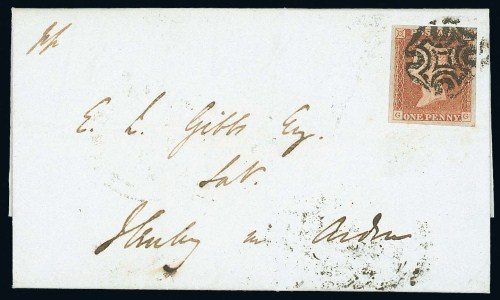 E. L. Gibbs Esq.
Henley in Arden
ONE PENNY
G G